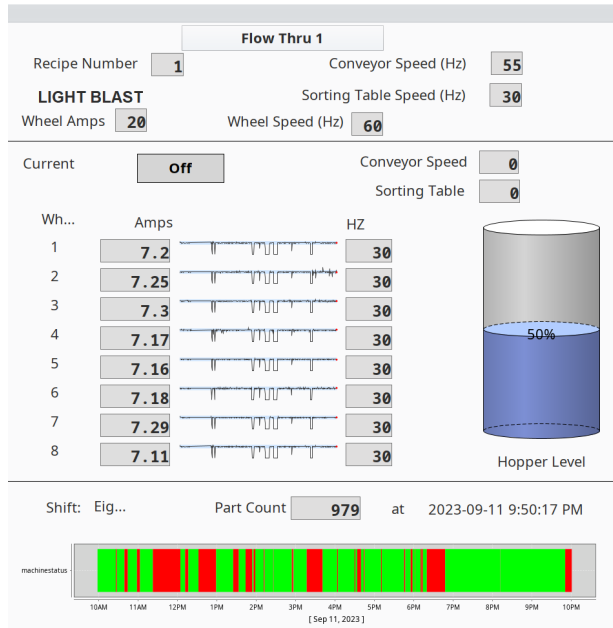 Flow Thru 1
Recipe Number 1 Conveyor Speed (Hz) 55
LIGHT BLAST Sorting Table Speed (Hz) 30
Wheel Amps 20 Wheel Speed (Hz) 60
Current Off Conveyor Speed 0
Sorting Table 0
Wh... Amps HZ
1 7.2 30
2 7.25 30
3 7.3 30
4 7.17 30
5 7.16 30
6 7.18 30
7 7.29 30
8 7.11 30
50%
Hopper Level
Shift: Eig... Part Count 979 at 2023-09-11 9:50:17 PM
machinestatus
10AM 11AM 12PM 1PM 2PM 3PM 4PM 5PM 6PM 7PM 8PM 9PM 10PM
[ Sep 11, 2023 ]